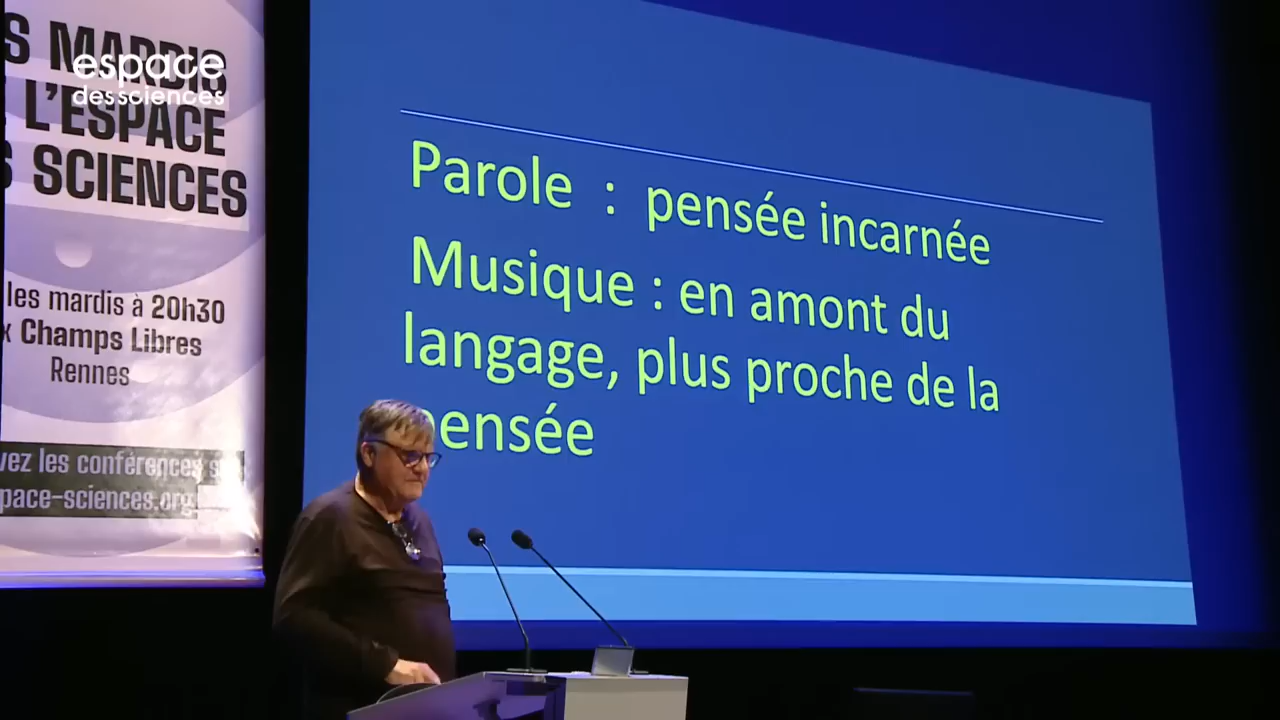 S MARDIS
L'ESPACE
SCIENCES
les mardis à 20h30
Champs Libres
Rennes
vez les conférences
pace-sciences.org
espace
des sciences
Parole : pensée incarnée
Musique : en amont du
langage, plus proche de la
pensée